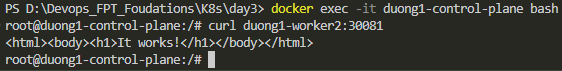 PS D:\Devops_FPT_Foudations\K8s\day3> docker exec -it duong1-control-plane bash
root@duong1-control-plane:/# curl duong1-worker2:30081
<html><body><h1>It works!</h1></body></html>
root@duong1-control-plane:/#